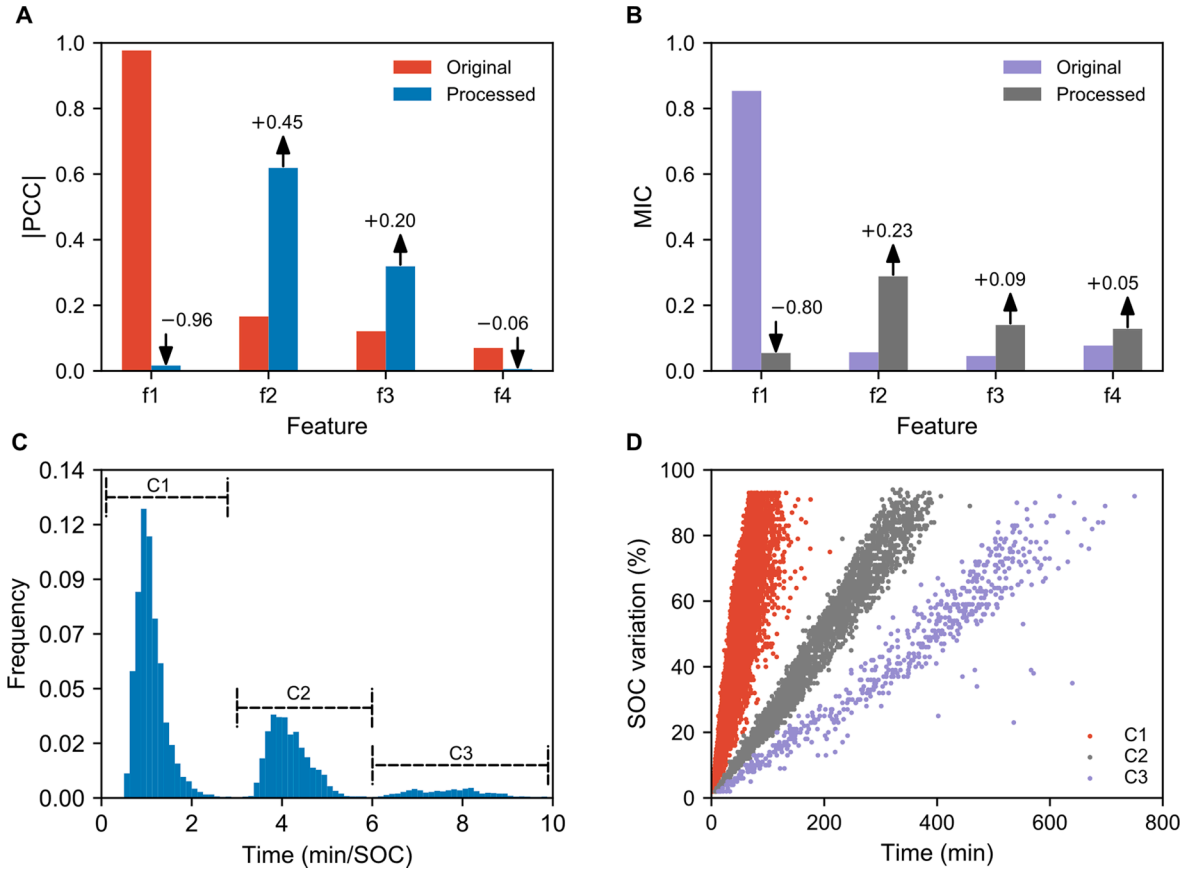 A
1.0
0.8
0.6
0.4
0.2
0.0
|PCC|
Original
Processed
−0.96
+0.45
+0.20
−0.06
f1 f2 f3 f4
Feature
B
1.0
0.8
0.6
0.4
0.2
0.0
MIC
Original
Processed
−0.80
+0.23
+0.09
+0.05
f1 f2 f3 f4
Feature
C
0.14
0.12
0.09
0.07
0.05
0.02
0.00
Frequency
C1
C2
C3
0 2 4 6 8 10
Time (min/SOC)
D
100
80
60
40
20
0
SOC variation (%)
C1
C2
C3
0 200 400 600 800
Time (min)